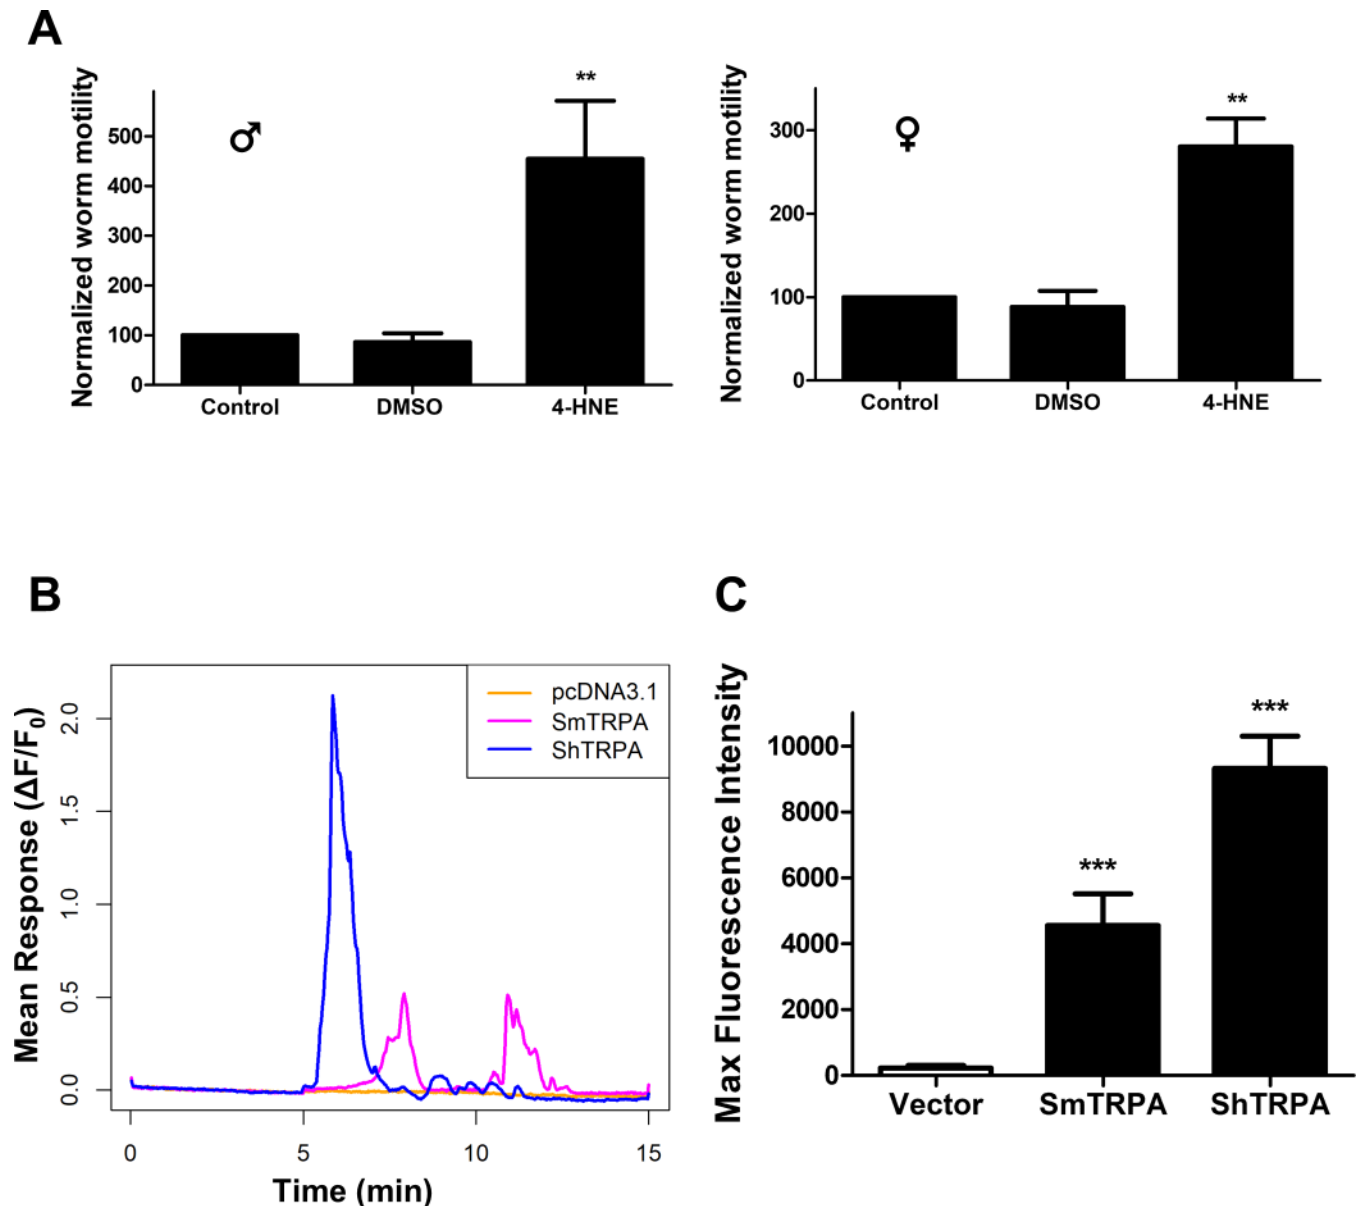 A
Normalized worm motility
500
400
300
200
100
0
♂
**
Control DMSO 4-HNE
Normalized worm motility
300
200
100
0
♀
**
Control DMSO 4-HNE
B
Mean Response (ΔF/F₀)
2.0
1.5
1.0
0.5
0.0
pcDNA3.1
SmTRPA
ShTRPA
0 5 10 15
Time (min)
C
Max Fluorescence Intensity
10000
8000
6000
4000
2000
0
***
***
Vector SmTRPA ShTRPA